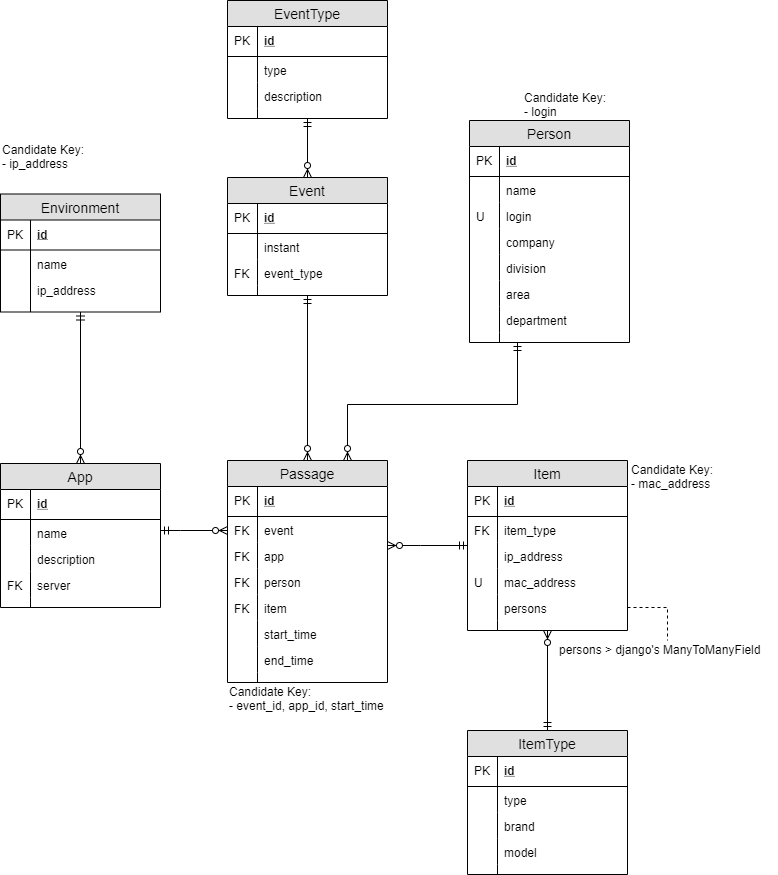 EventType
PK id
type
description
Candidate Key:
- login
Person
PK id
name
U login
company
division
area
department
Candidate Key:
- ip_address
Environment
PK id
name
ip_address
Event
PK id
instant
FK event_type
App
PK id
name
description
FK server
Passage
PK id
FK event
FK app
FK person
FK item
start_time
end_time
Candidate Key:
- event_id, app_id, start_time
Item
PK id
FK item_type
ip_address
U mac_address
persons
Candidate Key:
- mac_address
persons > django's ManyToManyField
ItemType
PK id
type
brand
model